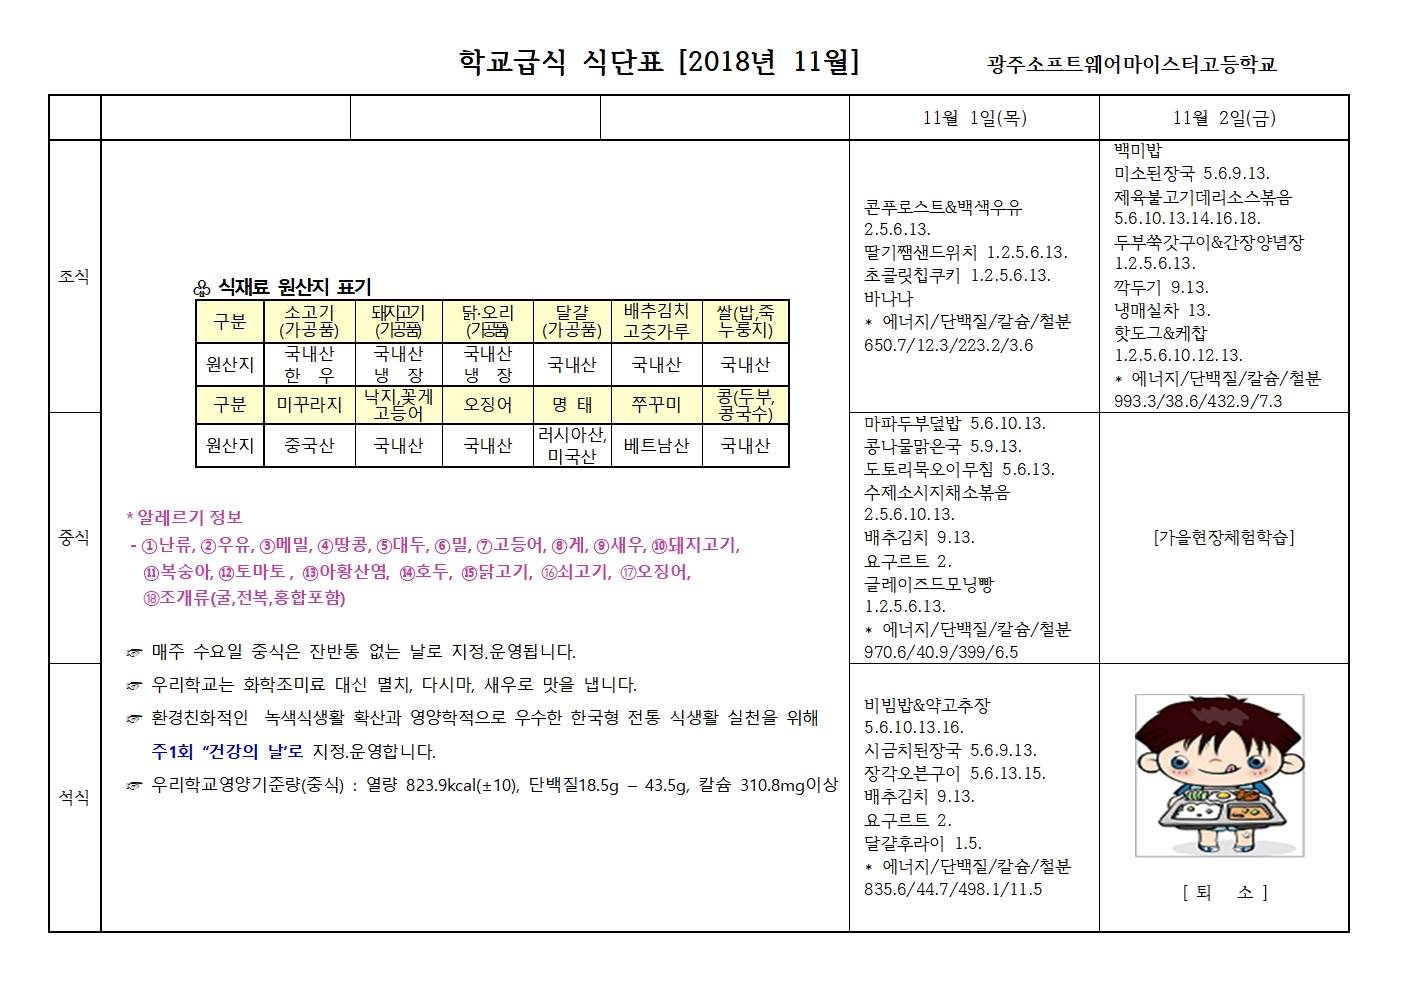 학교급식 식단표 [2018년 11월]
광주소프트웨어마이스터고등학교
11월 1일(목)
11월 2일(금)
조식
♧ 식재료 원산지 표기
구분 소고기 (가공품) 돼지고기 (가공품) 닭·오리 (가공품) 달걀 (가공품) 배추김치 고춧가루 쌀(밥,죽 누룽지)
원산지 국내산 한 우 국내산 냉 장 국내산 냉 장 국내산 국내산 국내산
구분 미꾸라지 낙지,꽃게 고등어 오징어 명 태 쭈꾸미 콩(두부, 콩국수)
원산지 중국산 국내산 국내산 러시아산, 미국산 베트남산 국내산
* 알레르기 정보
- ①난류, ②우유, ③메밀, ④땅콩, ⑤대두, ⑥밀, ⑦고등어, ⑧게, ⑨새우, ⑩돼지고기,
⑪복숭아, ⑫토마토 , ⑬아황산염, ⑭호두, ⑮닭고기, ⑯쇠고기, ⑰오징어,
⑱조개류(굴,전복,홍합포함)
☞ 매주 수요일 중식은 잔반통 없는 날로 지정.운영됩니다.
☞ 우리학교는 화학조미료 대신 멸치, 다시마, 새우로 맛을 냅니다.
☞ 환경친화적인 녹색식생활 확산과 영양학적으로 우수한 한국형 전통 식생활 실천을 위해
주1회 “건강의 날’로 지정.운영합니다.
☞ 우리학교영양기준량(중식) : 열량 823.9kcal(±10), 단백질18.5g – 43.5g, 칼슘 310.8mg이상
콘푸로스트&백색우유
2.5.6.13.
딸기쨈샌드위치 1.2.5.6.13.
초콜릿칩쿠키 1.2.5.6.13.
바나나
* 에너지/단백질/칼슘/철분
650.7/12.3/223.2/3.6
백미밥
미소된장국 5.6.9.13.
제육불고기데리소스볶음
5.6.10.13.14.16.18.
두부쑥갓구이&간장양념장
1.2.5.6.13.
깍두기 9.13.
냉매실차 13.
핫도그&케찹
1.2.5.6.10.12.13.
* 에너지/단백질/칼슘/철분
993.3/38.6/432.9/7.3
중식
마파두부덮밥 5.6.10.13.
콩나물맑은국 5.9.13.
도토리묵오이무침 5.6.13.
수제소시지채소볶음
2.5.6.10.13.
배추김치 9.13.
요구르트 2.
글레이즈드모닝빵
1.2.5.6.13.
* 에너지/단백질/칼슘/철분
970.6/40.9/399/6.5
[가을현장체험학습]
석식
비빔밥&약고추장
5.6.10.13.16.
시금치된장국 5.6.9.13.
장각오븐구이 5.6.13.15.
배추김치 9.13.
요구르트 2.
달걀후라이 1.5.
* 에너지/단백질/칼슘/철분
835.6/44.7/498.1/11.5
[ 퇴 소 ]